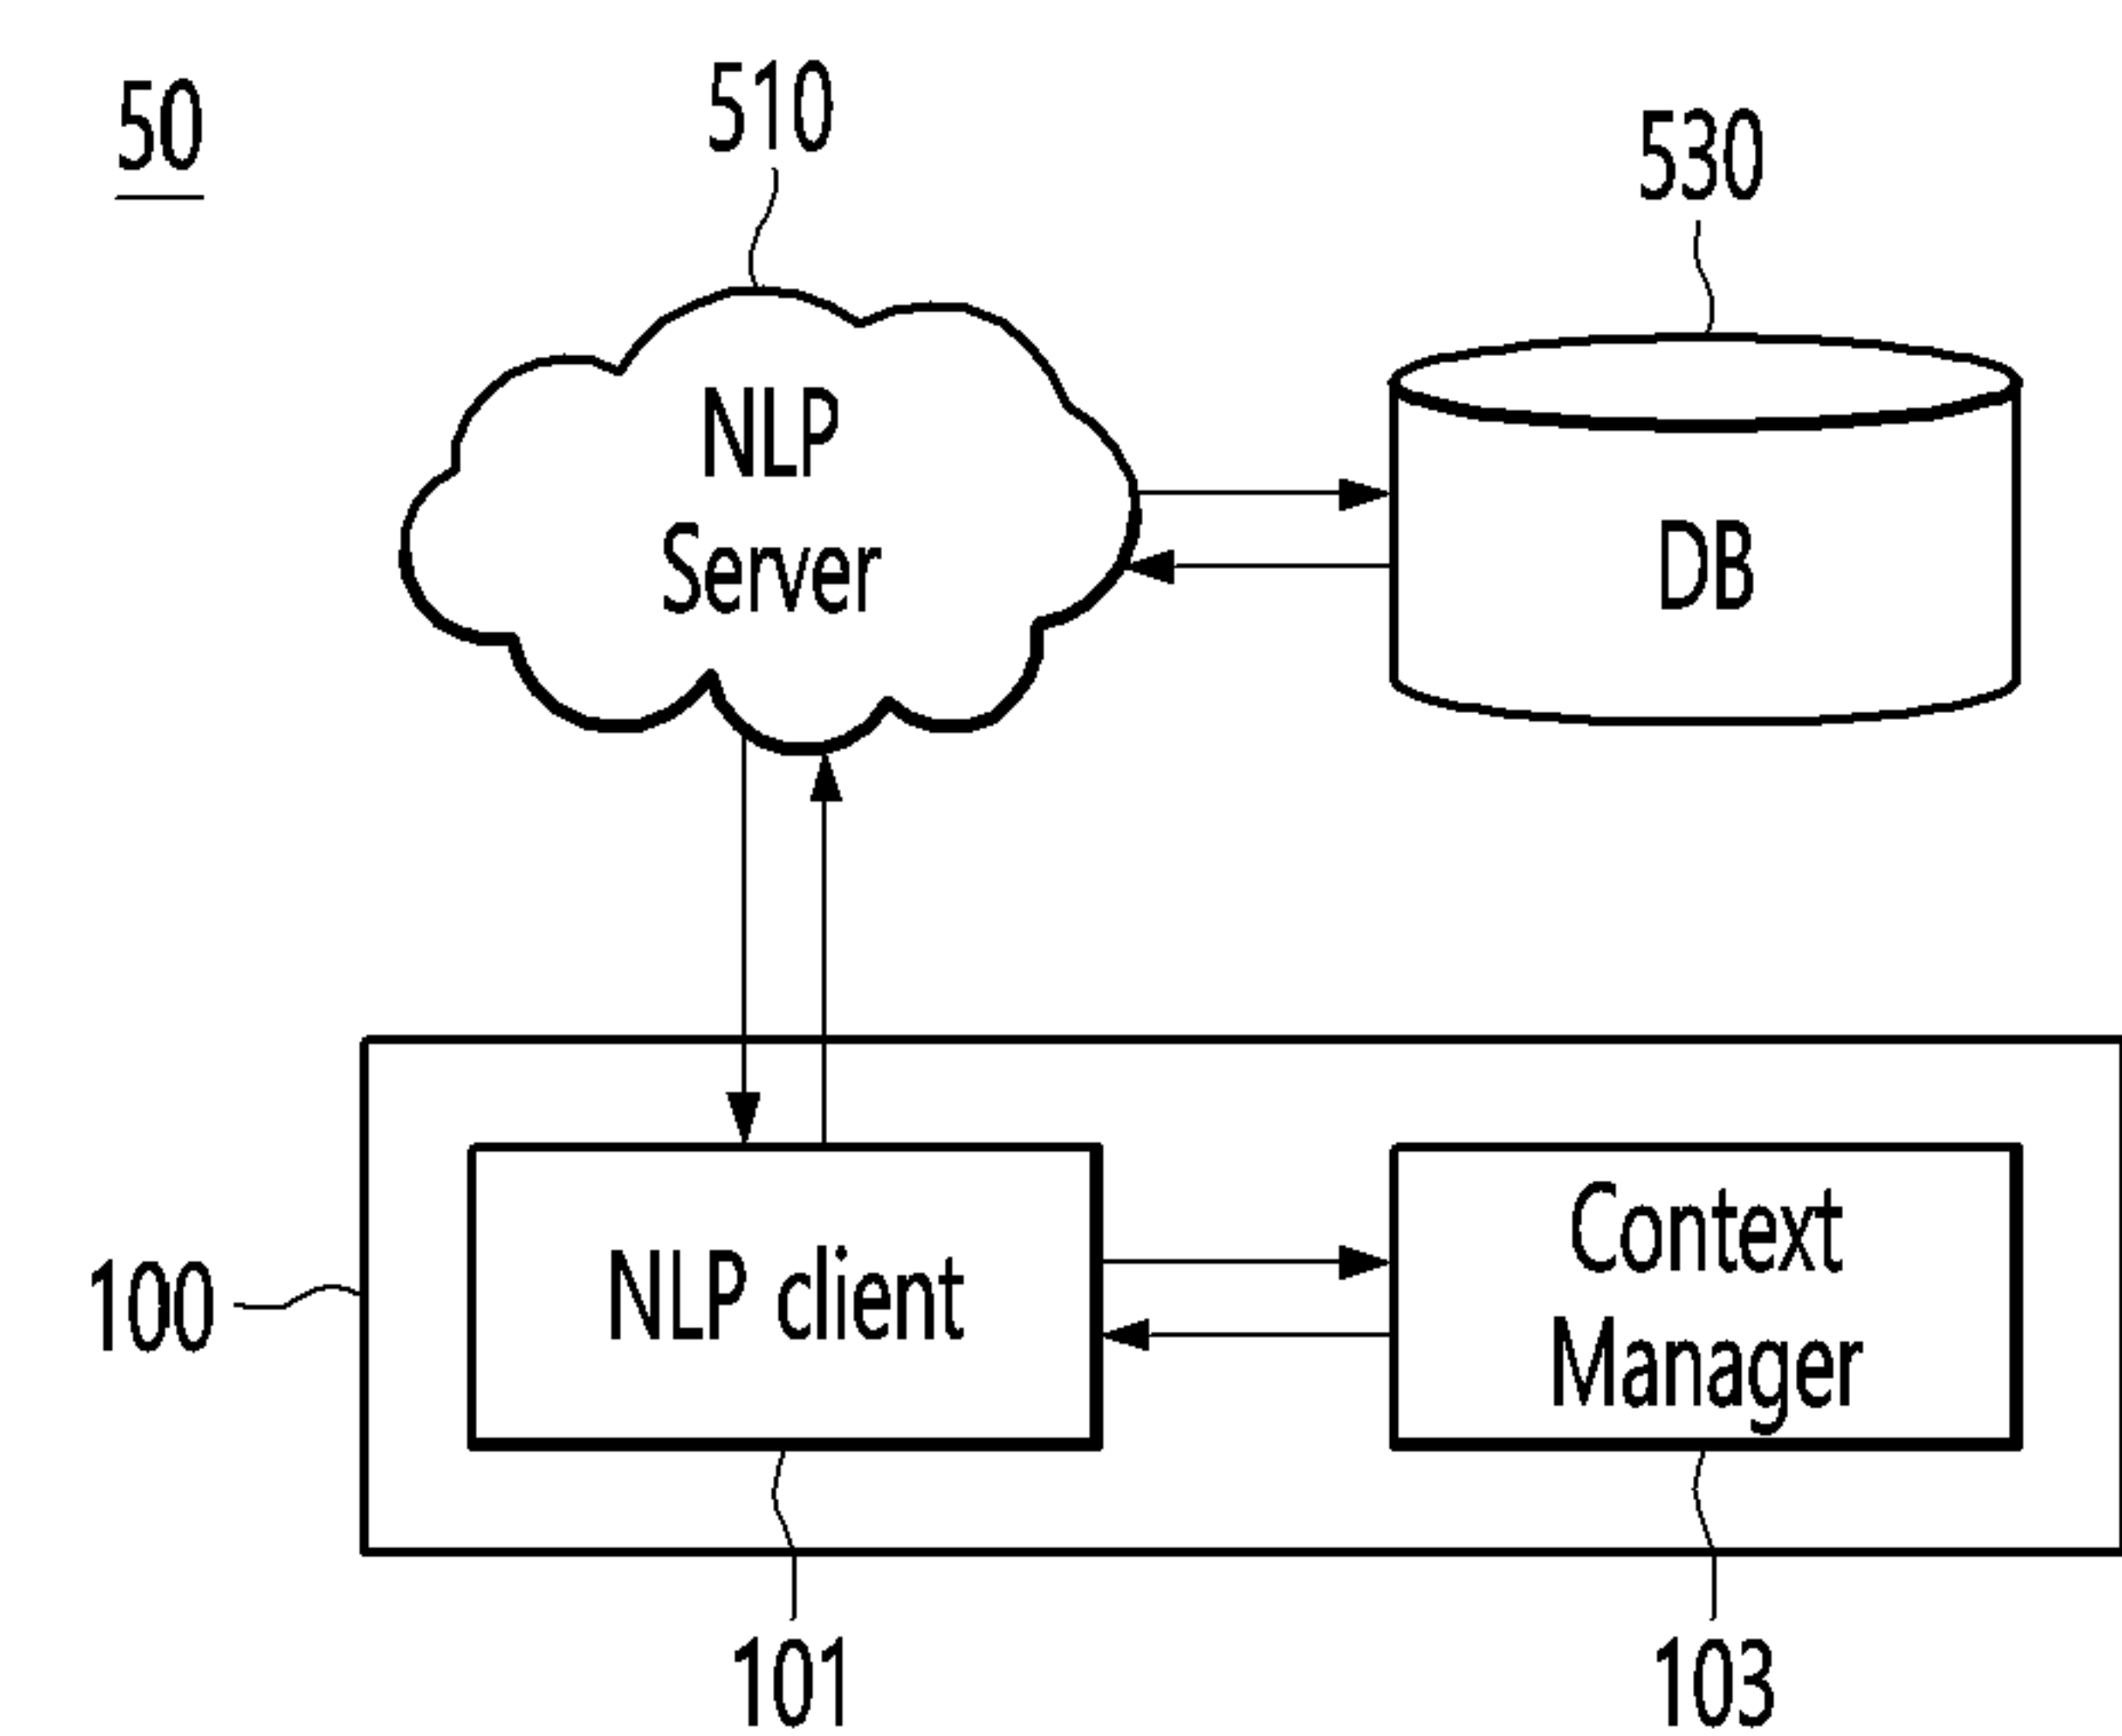 50
510
530
NLP
Server
DB
100
NLP client
Context
Manager
101
103